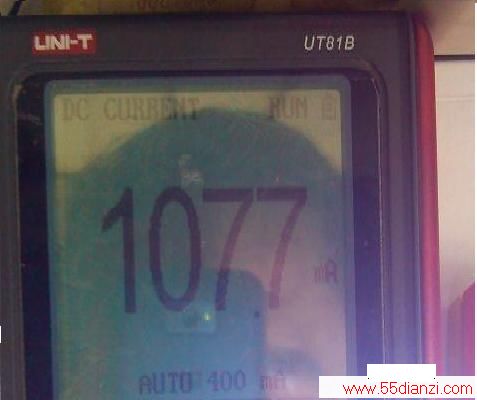 UNI-T UT81B
DC CURRENT RUN
1077 mA
AUTO 400 mA
www.55dianzi.com